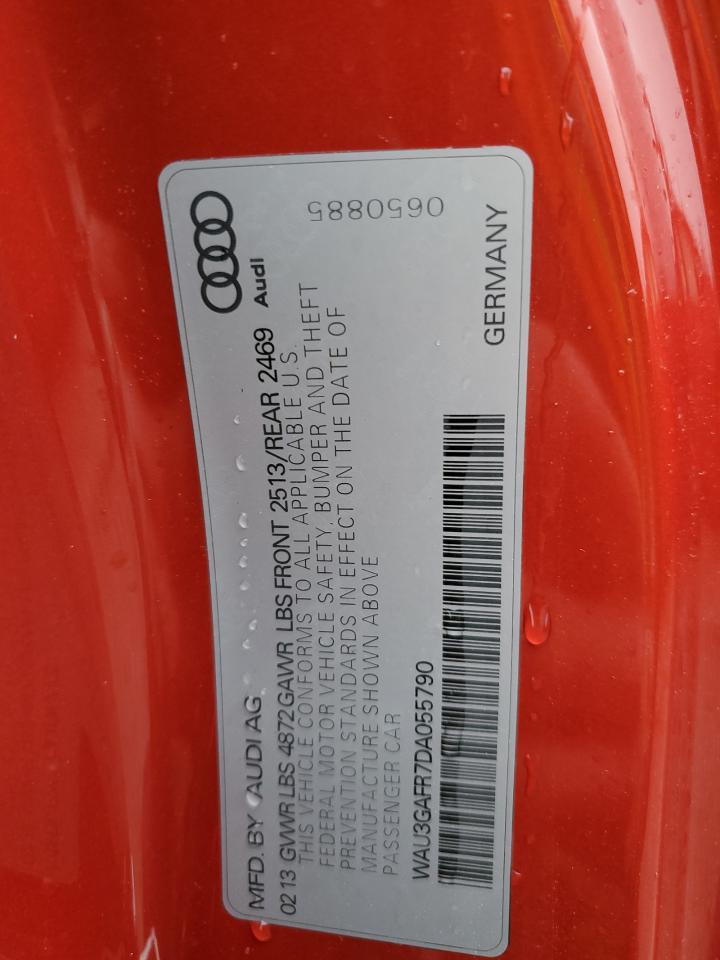 MFD. BY AUDI AG
0213 GVWR LBS 4872 GAWR LBS FRONT 2513/REAR 2469
THIS VEHICLE CONFORMS TO ALL APPLICABLE U.S.
FEDERAL MOTOR VEHICLE SAFETY, BUMPER AND THEFT
PREVENTION STANDARDS IN EFFECT ON THE DATE OF
MANUFACTURE SHOWN ABOVE
PASSENGER CAR
WAU3GAFR7DA055790
Audi
0650885
GERMANY